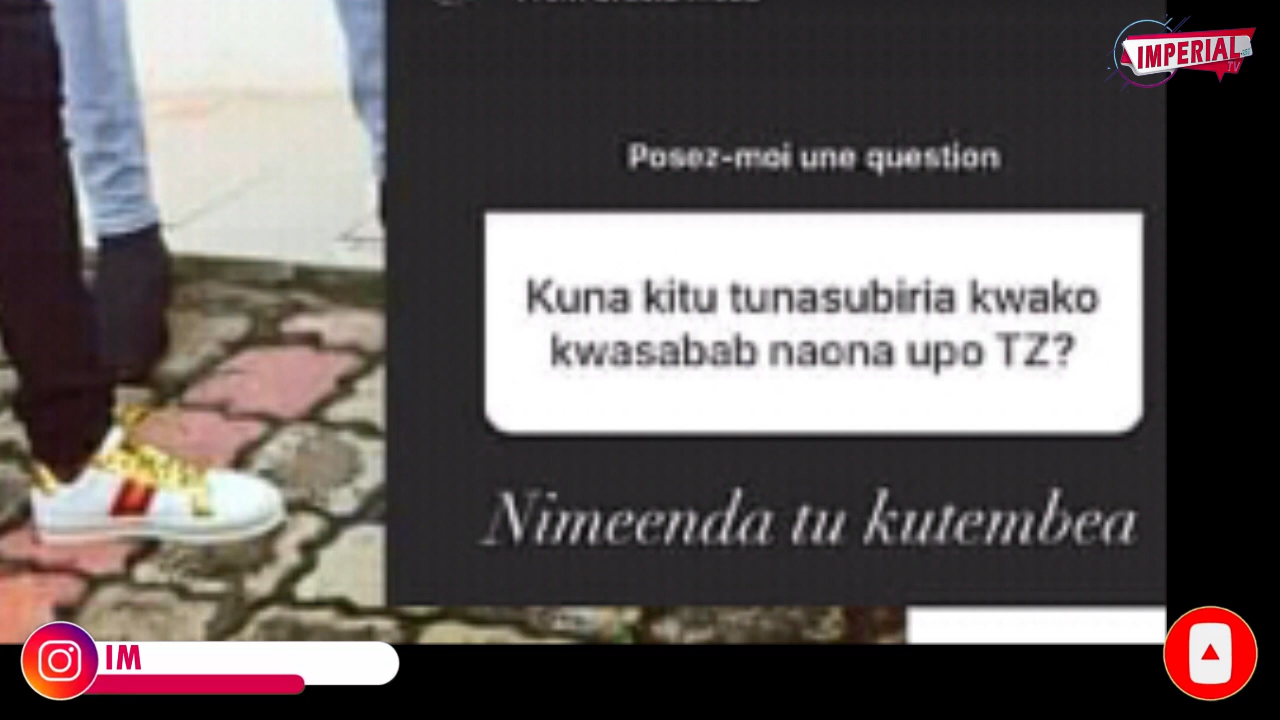 IMPERIAL
TV
Posez-moi une question
Kuna kitu tunasubiria kwako
kwasabab naona upo TZ?
Nimeenda tu kutembea
IM